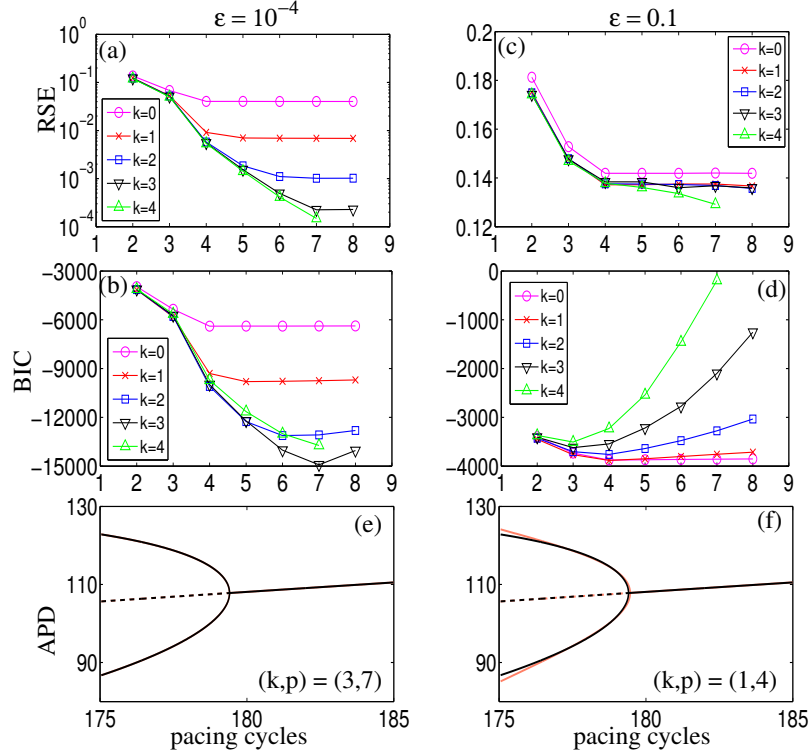 ε = 10⁻⁴
ε = 0.1
10⁰
10⁻¹
10⁻²
10⁻³
10⁻⁴
RSE
(a)
k=0
k=1
k=2
k=3
k=4
1 2 3 4 5 6 7 8 9
0.2
0.18
0.16
0.14
0.12
(c)
k=0
k=1
k=2
k=3
k=4
1 2 3 4 5 6 7 8 9
-3000
-6000
-9000
-12000
-15000
BIC
(b)
k=0
k=1
k=2
k=3
k=4
1 2 3 4 5 6 7 8 9
0
-1000
-2000
-3000
-4000
(d)
k=0
k=1
k=2
k=3
k=4
1 2 3 4 5 6 7 8 9
130
110
90
APD
(e)
(k,p) = (3,7)
175 180 185
pacing cycles
130
110
90
(f)
(k,p) = (1,4)
175 180 185
pacing cycles